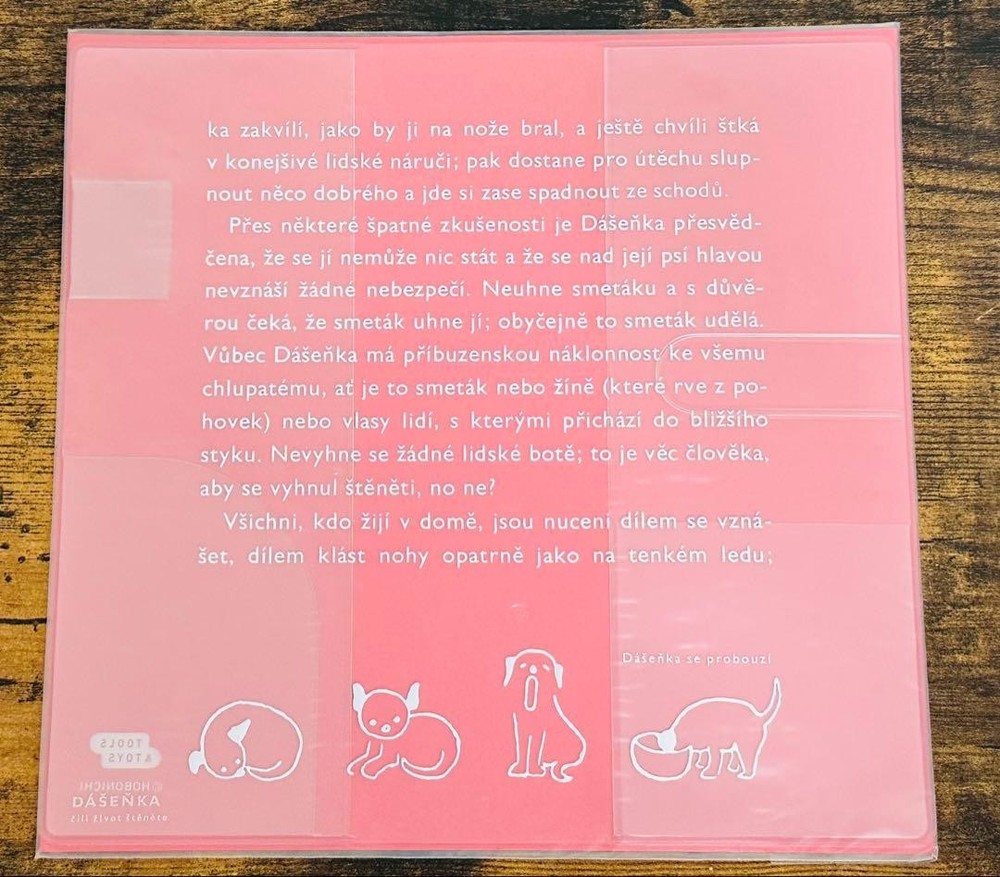 ka zakvílí, jako by ji na nože bral, a ještě chvíli štká
v konejšivé lidské náruči; pak dostane pro útěchu slup-
nout něco dobrého a jde si zase spadnout ze schodů.
Přes některé špatné zkušenosti je Dášeňka přesvěd-
čena, že se jí nemůže nic stát a že se nad její psí hlavou
nevznáší žádné nebezpečí. Neuhne smetáku a s důvě-
rou čeká, že smeták uhne jí; obyčejně to smeták udělá.
Vůbec Dášeňka má příbuzenskou náklonnost ke všemu
chlupatému, ať je to smeták nebo žíně (které rve z po-
hovek) nebo vlasy lidí, s kterými přichází do bližšího
styku. Nevyhne se žádné lidské botě; to je věc člověka,
aby se vyhnul štěněti, no ne?
Všichni, kdo žijí v domě, jsou nuceni dílem se vzná-
šet, dílem klást nohy opatrně jako na tenkém ledu;
Dášeňka se probouzí
TOOLS
&TOYS
©HOBONICHI
DÁŠEŇKA
čili život štěněte